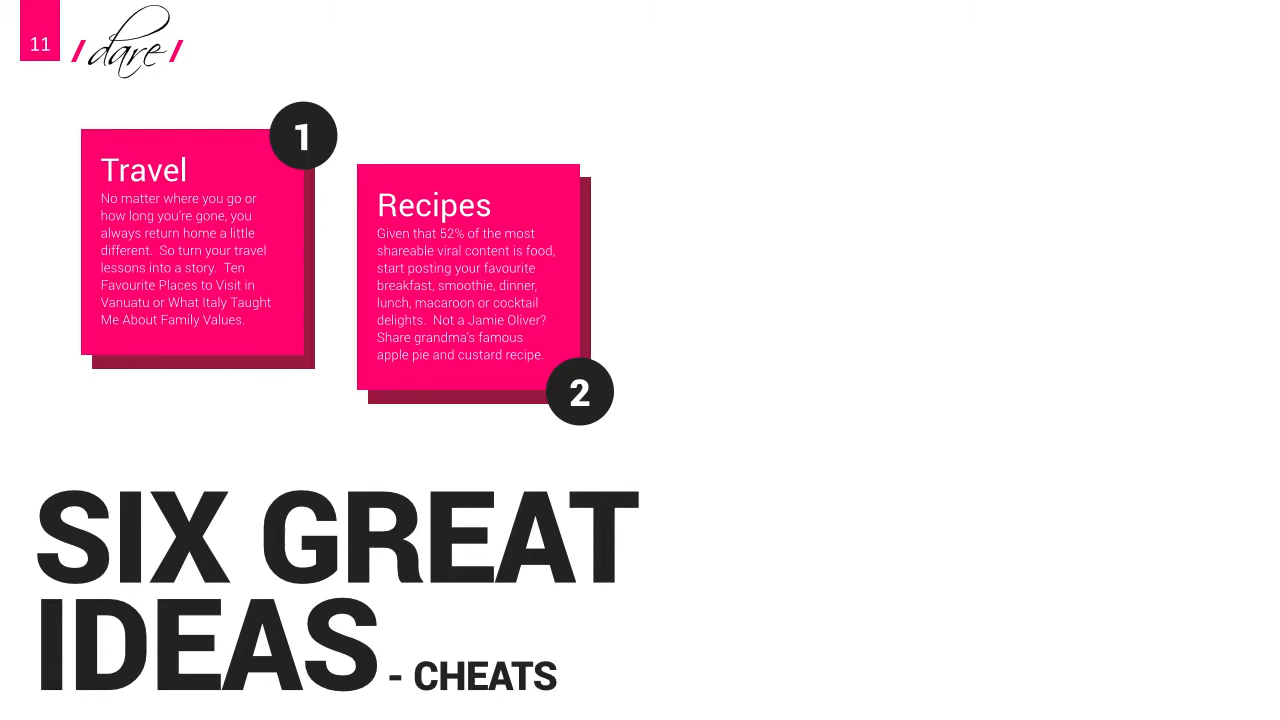 11
/ dare /
1
Travel
No matter where you go or
how long you're gone, you
always return home a little
different.  So turn your travel
lessons into a story.  Ten
Favourite Places to Visit in
Vanuatu or What Italy Taught
Me About Family Values.
Recipes
Given that 52% of the most
shareable viral content is food,
start posting your favourite
breakfast, smoothie, dinner,
lunch, macaroon or cocktail
delights.  Not a Jamie Oliver?
Share grandma's famous
apple pie and custard recipe.
2
SIX GREAT
IDEAS - CHEATS